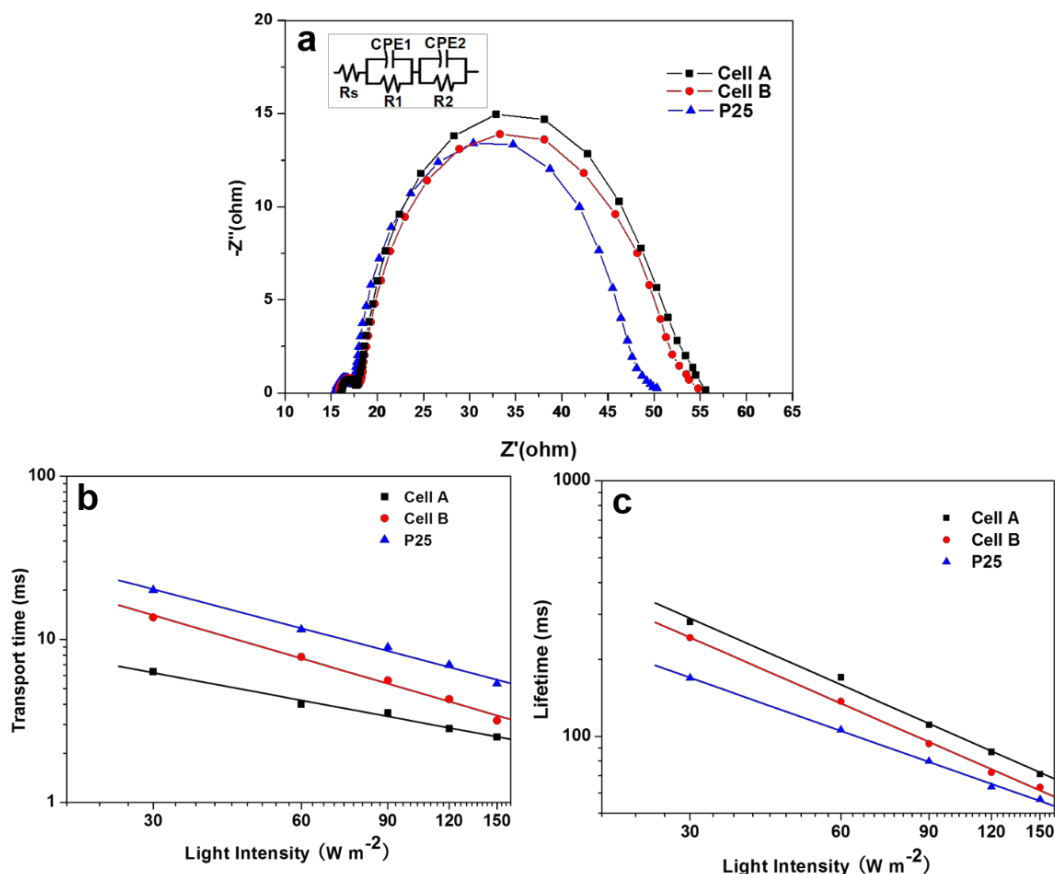 a
CPE1 CPE2
Rs
R1 R2
Cell A
Cell B
P25
20
15
10
5
0
-Z''(ohm)
10 15 20 25 30 35 40 45 50 55 60 65
Z'(ohm)
b
Cell A
Cell B
P25
100
10
1
Transport time (ms)
30 60 90 120 150
Light Intensity (W m-2)
c
Cell A
Cell B
P25
1000
100
Lifetime (ms)
30 60 90 120 150
Light Intensity (W m-2)